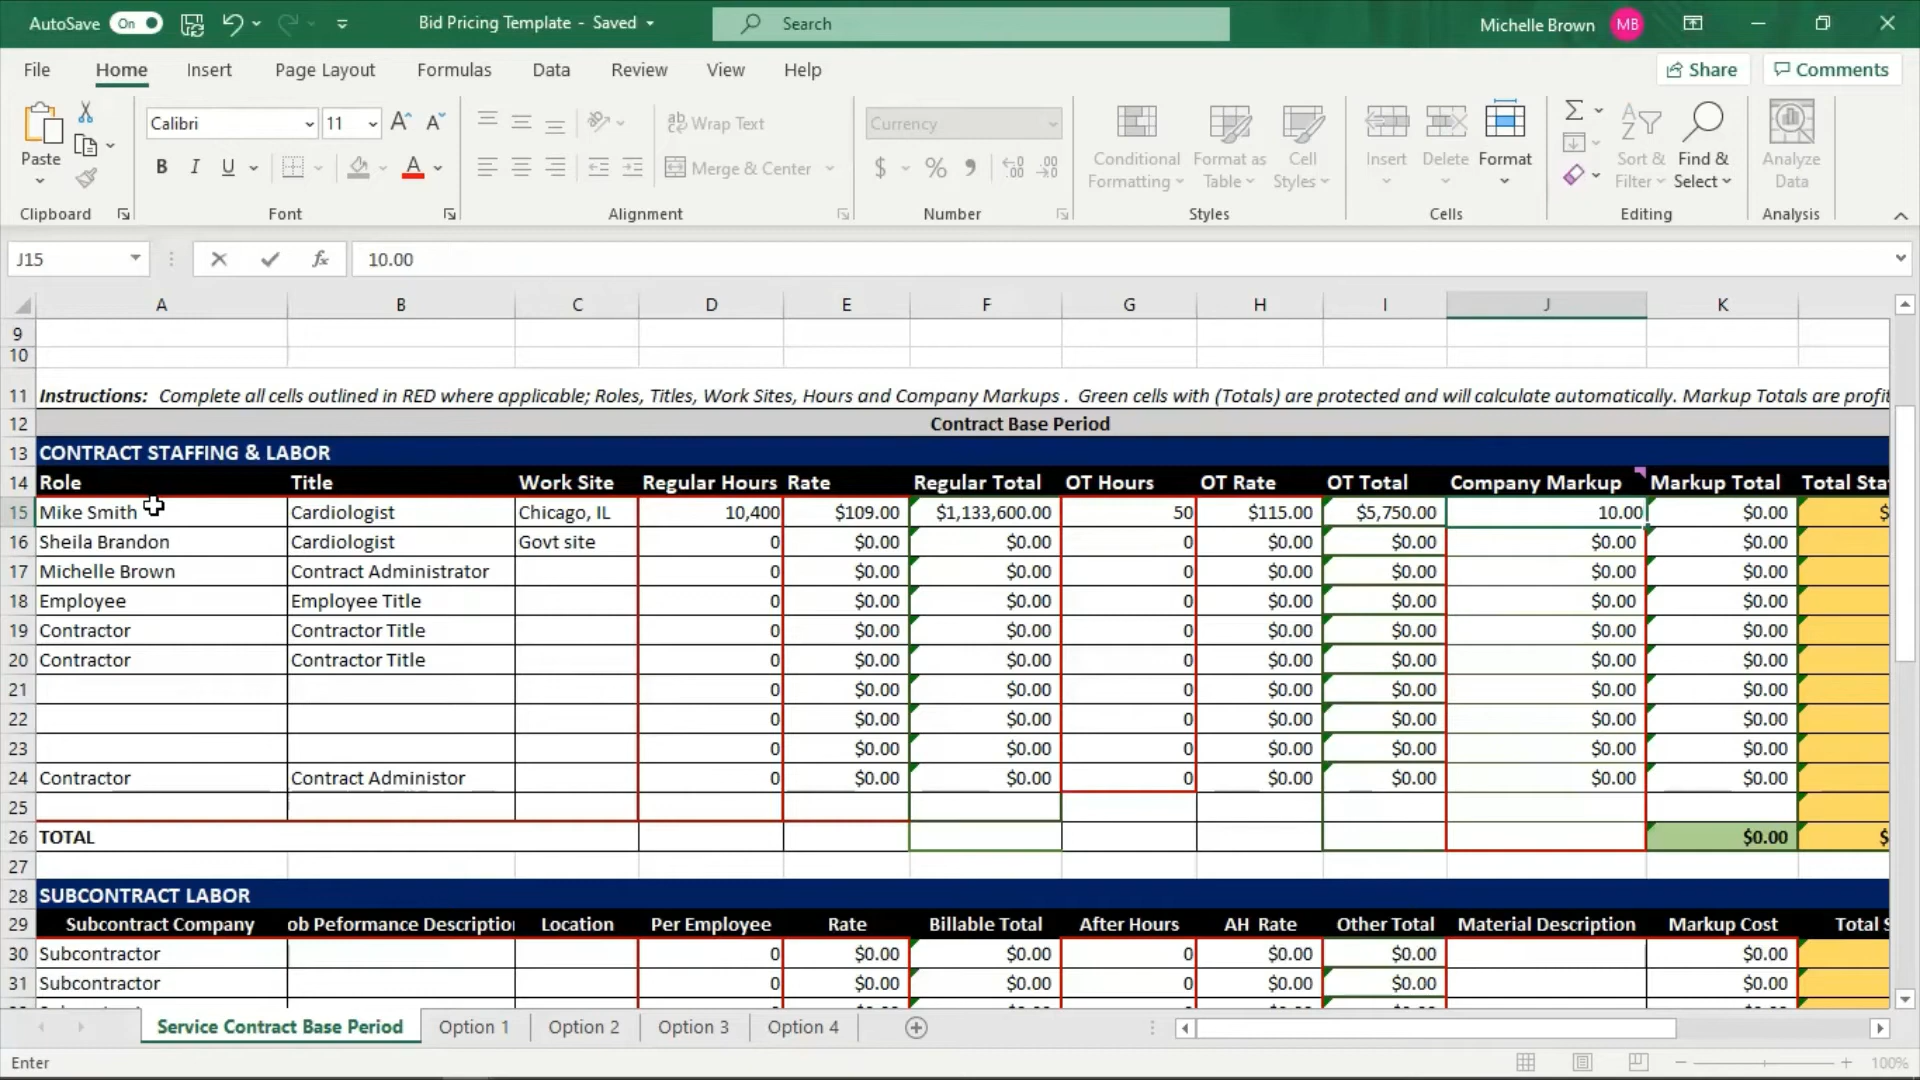 AutoSave On Bid Pricing Template - Saved Search Michelle Brown MB
File Home Insert Page Layout Formulas Data Review View Help Share Comments
Calibri 11 Wrap Text Currency
Paste B I U Merge & Center $ % Conditional Formatting Format as Table Cell Styles Insert Delete Format Sort & Filter Find & Select Analyze Data
Clipboard Font Alignment Number Styles Cells Editing Analysis
J15 fx 10.00
A B C D E F G H I J K
9
10
11 Instructions: Complete all cells outlined in RED where applicable; Roles, Titles, Work Sites, Hours and Company Markups . Green cells with (Totals) are protected and will calculate automatically. Markup Totals are profit
12 Contract Base Period
13 CONTRACT STAFFING & LABOR
14 Role Title Work Site Regular Hours Rate Regular Total OT Hours OT Rate OT Total Company Markup Markup Total Total Sta
15 Mike Smith Cardiologist Chicago, IL 10,400 $109.00 $1,133,600.00 50 $115.00 $5,750.00 10.00 $0.00 $
16 Sheila Brandon Cardiologist Govt site 0 $0.00 $0.00 0 $0.00 $0.00 $0.00 $0.00
17 Michelle Brown Contract Administrator 0 $0.00 $0.00 0 $0.00 $0.00 $0.00 $0.00
18 Employee Employee Title 0 $0.00 $0.00 0 $0.00 $0.00 $0.00 $0.00
19 Contractor Contractor Title 0 $0.00 $0.00 0 $0.00 $0.00 $0.00 $0.00
20 Contractor Contractor Title 0 $0.00 $0.00 0 $0.00 $0.00 $0.00 $0.00
21 0 $0.00 $0.00 0 $0.00 $0.00 $0.00 $0.00
22 0 $0.00 $0.00 0 $0.00 $0.00 $0.00 $0.00
23 0 $0.00 $0.00 0 $0.00 $0.00 $0.00 $0.00
24 Contractor Contract Administor 0 $0.00 $0.00 0 $0.00 $0.00 $0.00 $0.00
25
26 TOTAL $0.00 $
27
28 SUBCONTRACT LABOR
29 Subcontract Company ob Peformance Description Location Per Employee Rate Billable Total After Hours AH Rate Other Total Material Description Markup Cost Total S
30 Subcontractor 0 $0.00 $0.00 0 $0.00 $0.00 $0.00
31 Subcontractor 0 $0.00 $0.00 0 $0.00 $0.00 $0.00
Service Contract Base Period Option 1 Option 2 Option 3 Option 4
Enter 100%